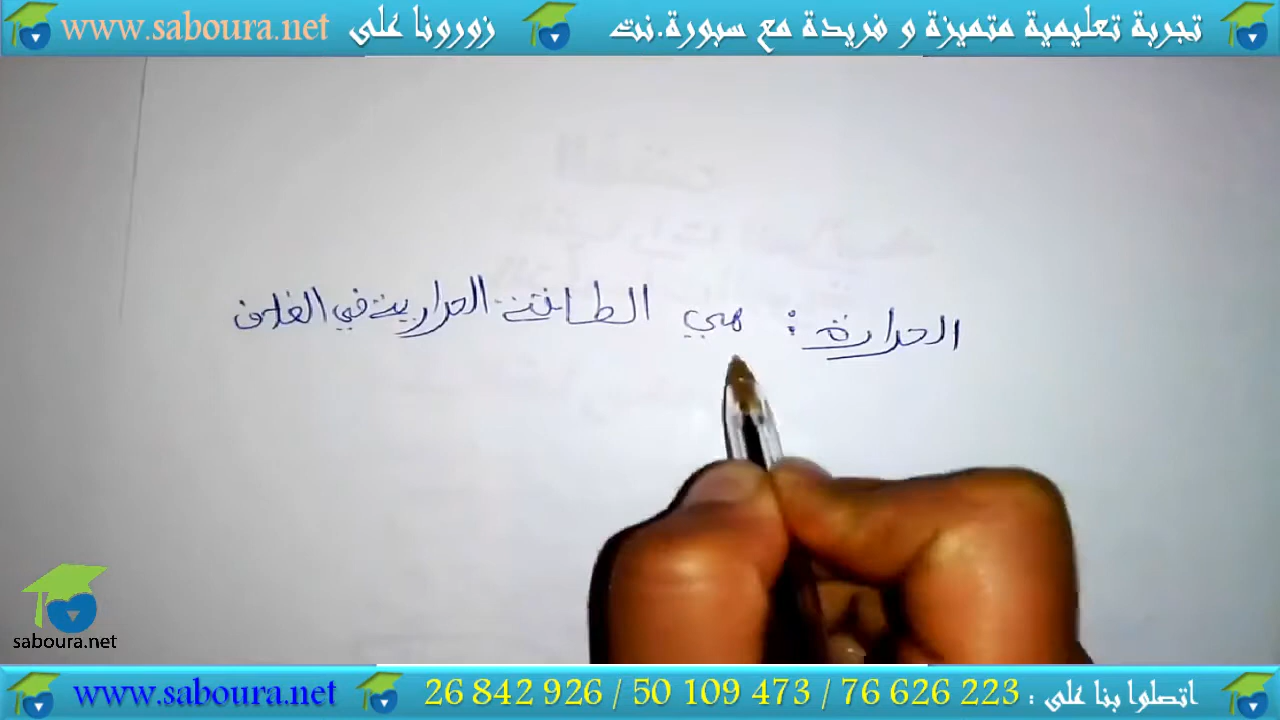 تجربة تعليمية متميزة و فريدة مع سبورة.نت زورونا على www.saboura.net
الحرارة : هي الطاقة الحرارية في الغلاف
saboura.net
اتصلوا بنا على : 26 842 926 / 50 109 473 / 76 626 223 www.saboura.net